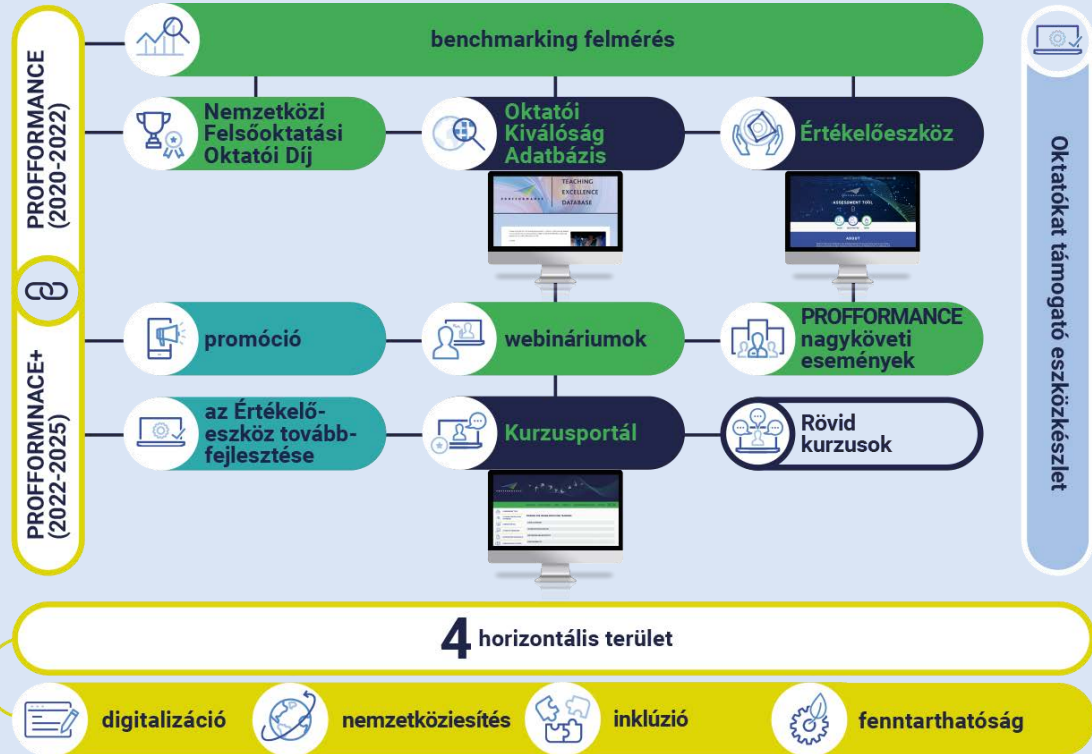 PROFFORMANCE
(2020-2022)
benchmarking felmérés
Nemzetközi
Felsőoktatási
Oktatói Díj
Oktatói
Kiválóság
Adatbázis
Értékelőeszköz
TEACHING
EXCELLENCE
DATABASE
PROFFORMANCE
ASSESSMENT TOOL
ABOUT
PROFFORMNACE+
(2022-2025)
promóció
webináriumok
PROFFORMANCE
nagyköveti
események
az Értékelő-
eszköz tovább-
fejlesztése
Kurzusportál
Rövid
kurzusok
Oktatókat támogató eszközkészlet
4 horizontális terület
digitalizáció
nemzetköziesítés
inklúzió
fenntarthatóság